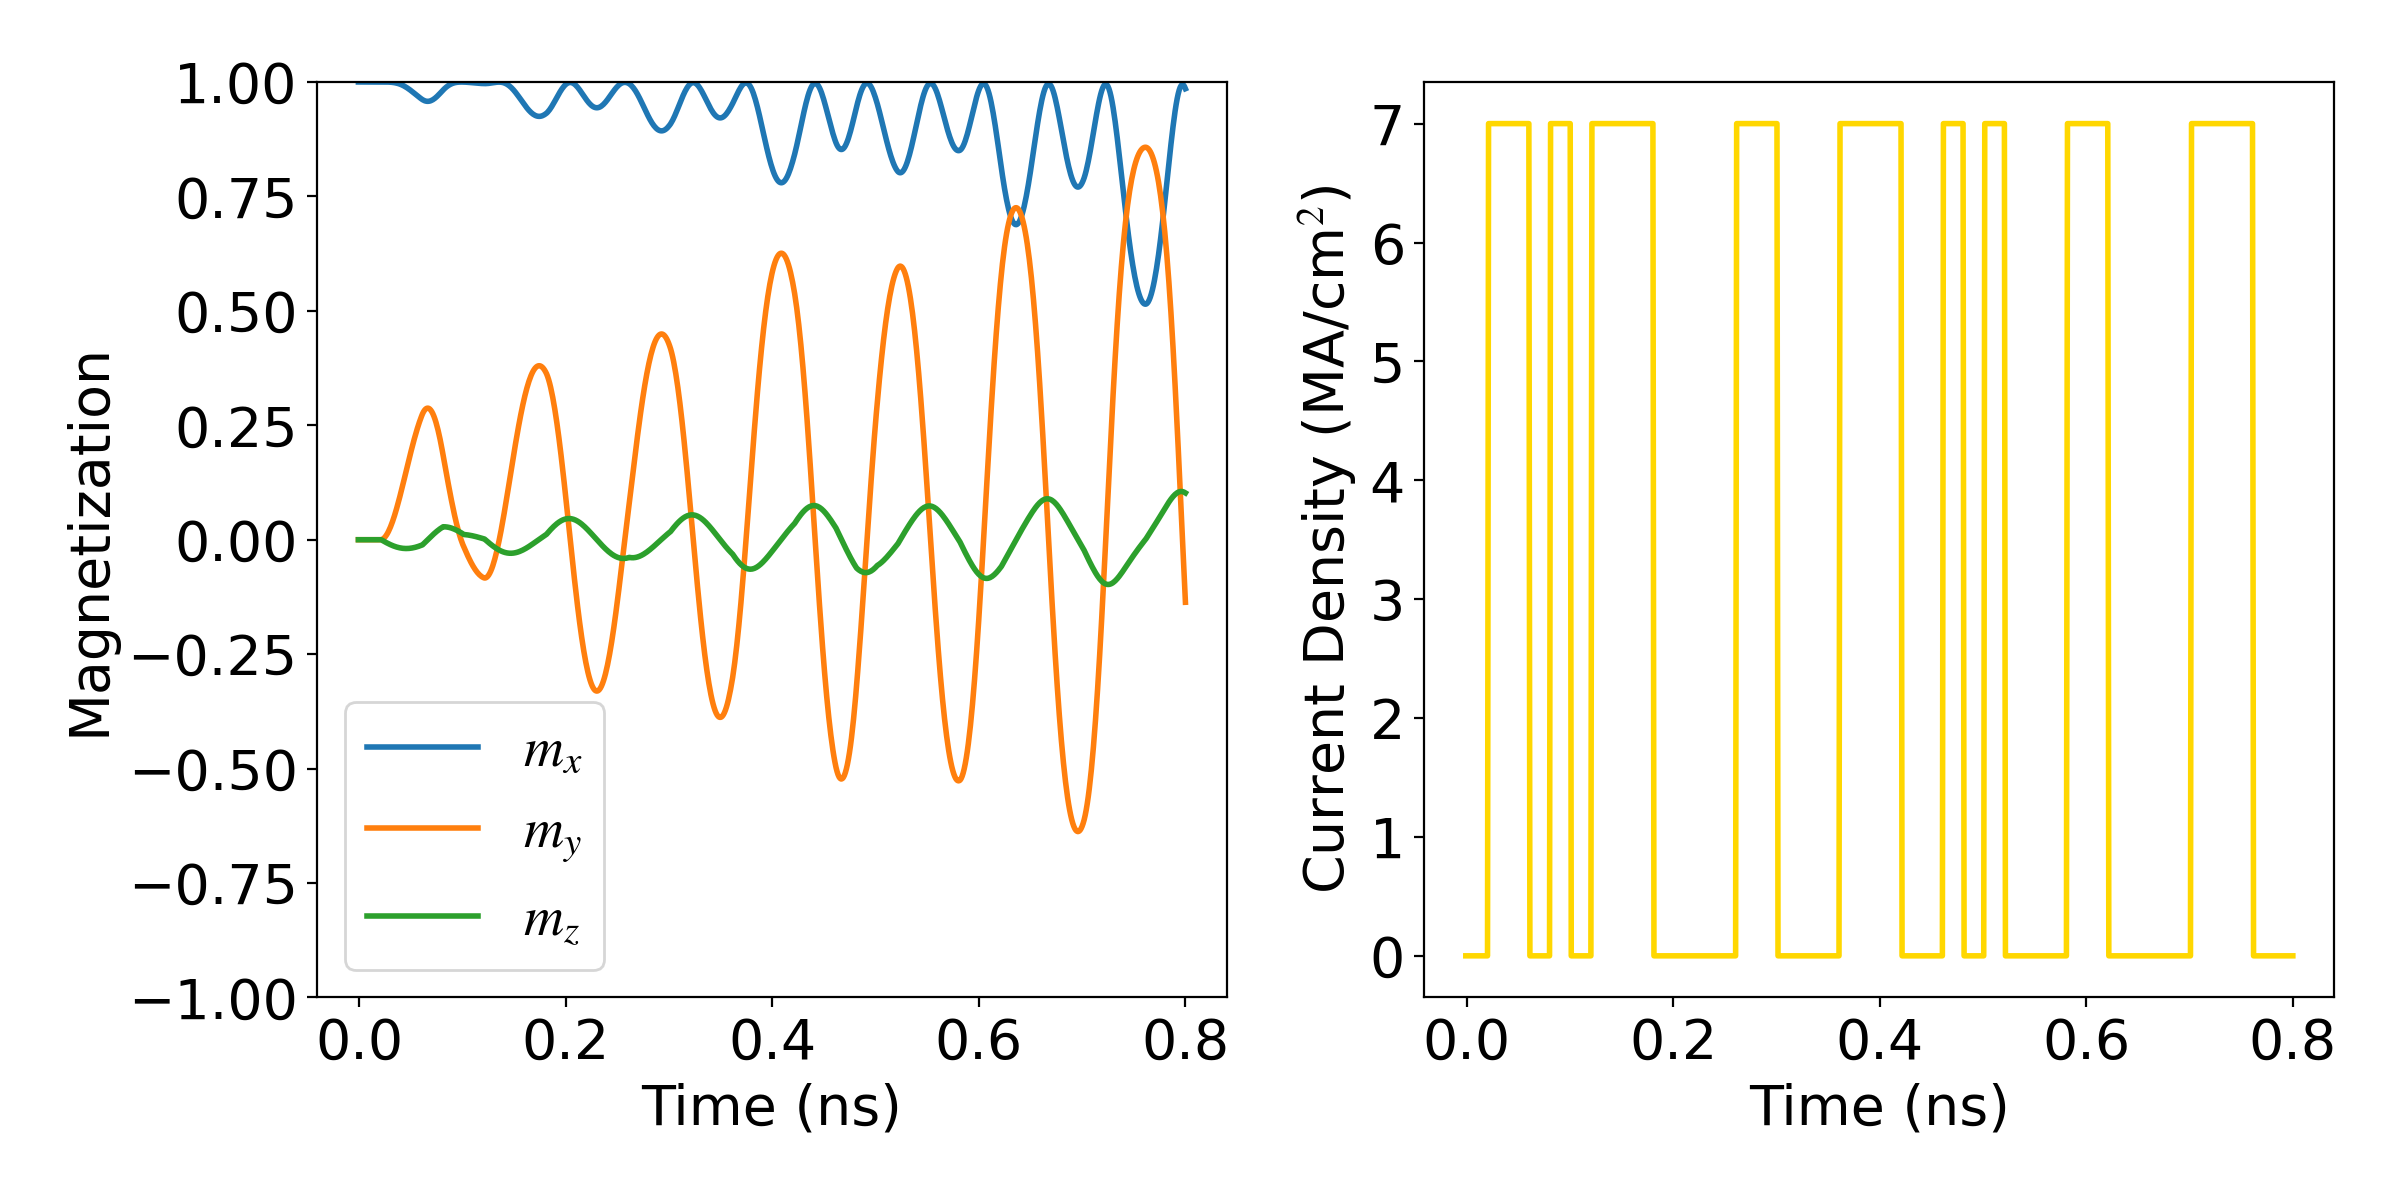 1.00
0.75
0.50
0.25
0.00
−0.25
−0.50
−0.75
−1.00
Magnetization
m_x
m_y
m_z
0.0 0.2 0.4 0.6 0.8
Time (ns)
7
6
5
4
3
2
1
0
Current Density (MA/cm²)
0.0 0.2 0.4 0.6 0.8
Time (ns)